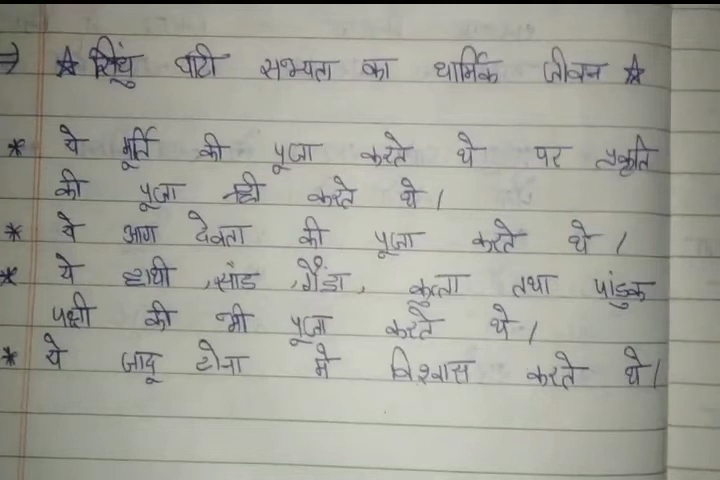 ⇒ ☆ सिंधु घाटी सभ्यता का धार्मिक जीवन ☆
* ये मूर्ति की पूजा करते थे पर प्रकृति
की पूजा नही करते थे।
* ये आग देवता की पूजा करते थे।
* ये हाथी, सांड, गैंडा, कुत्ता तथा पांडुक
पक्षी की भी पूजा करते थे।
* ये जादू टोना मे विश्वास करते थे।